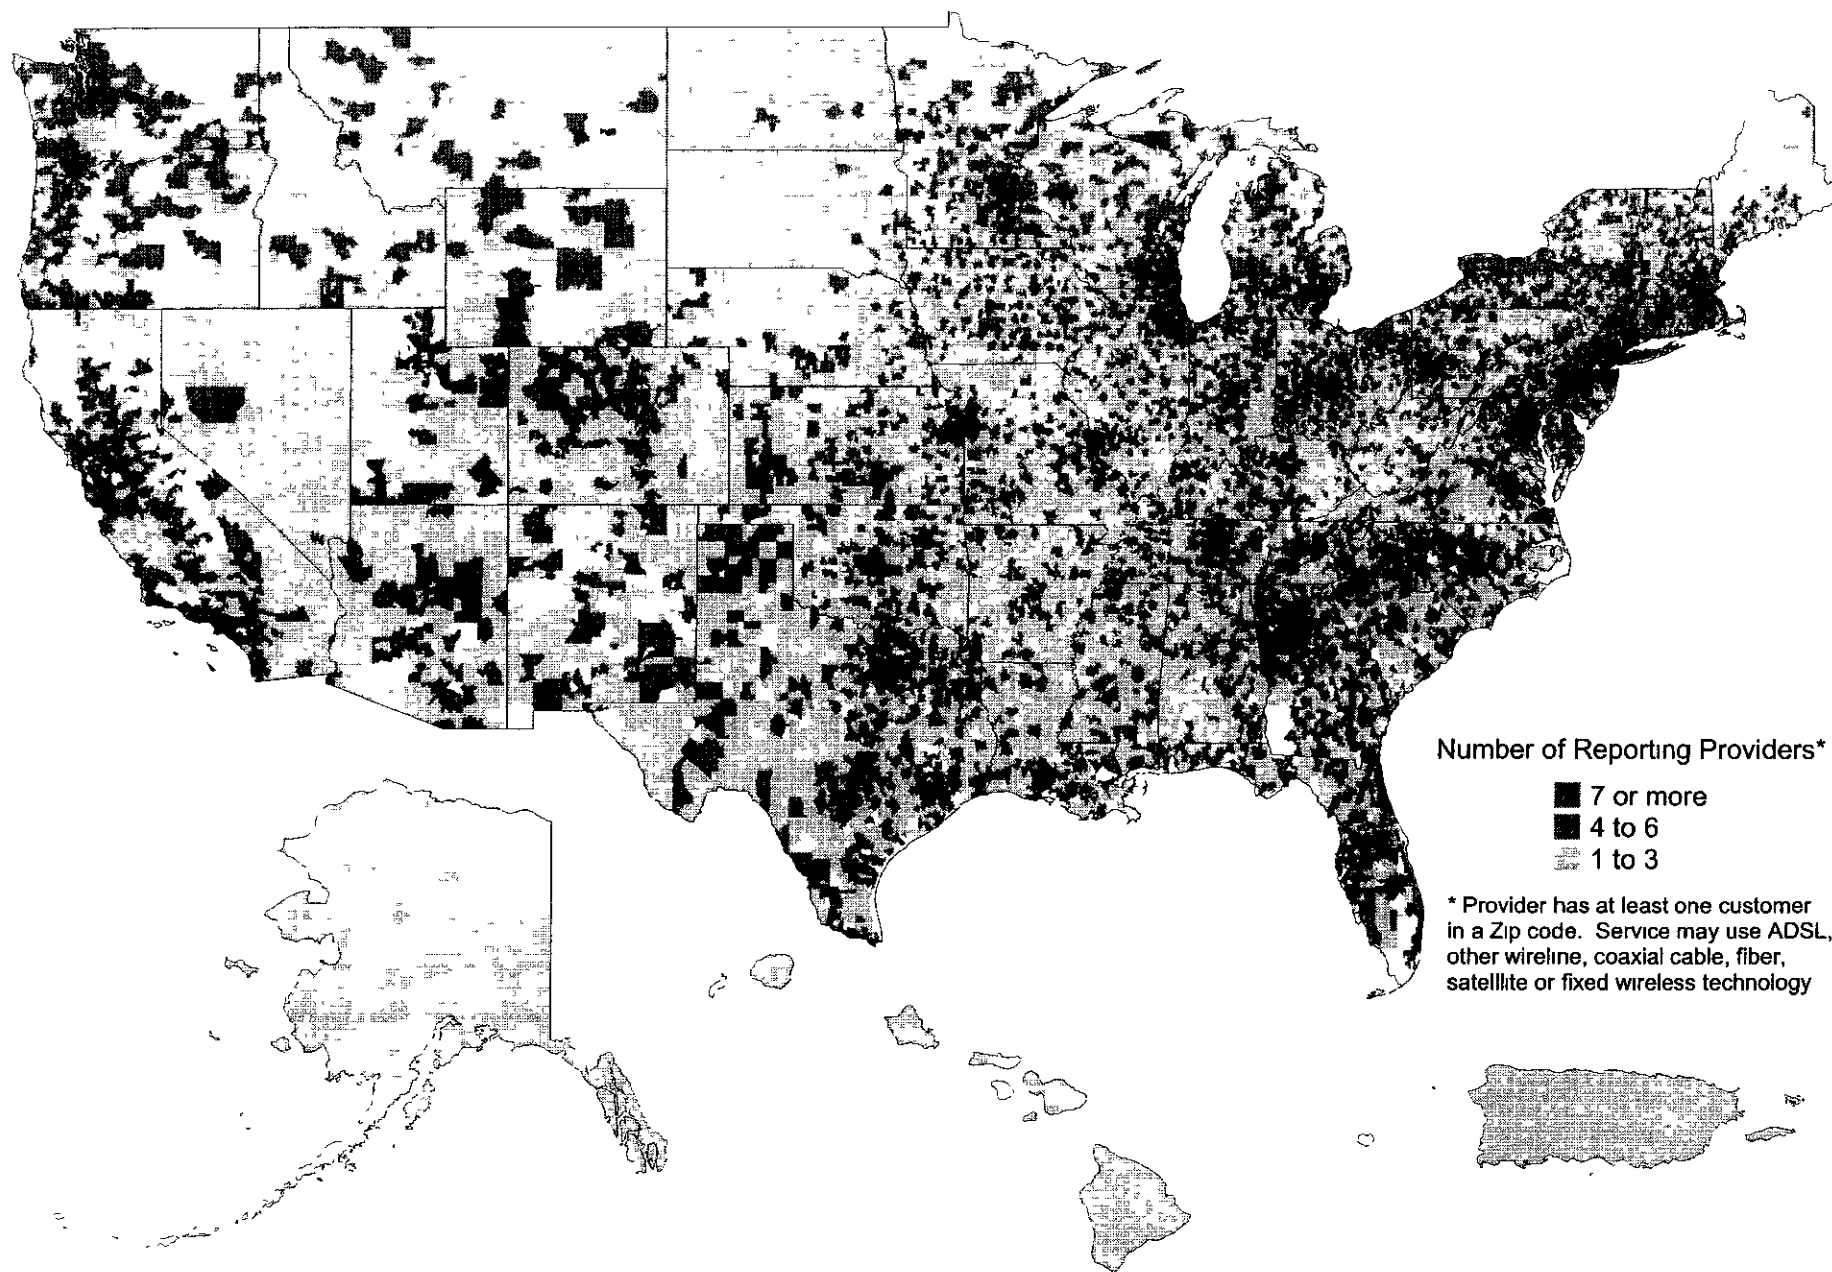 Number of Reporting Providers*
7 or more
4 to 6
1 to 3
* Provider has at least one customer
in a Zip code. Service may use ADSL,
other wireline, coaxial cable, fiber,
satellite or fixed wireless technology